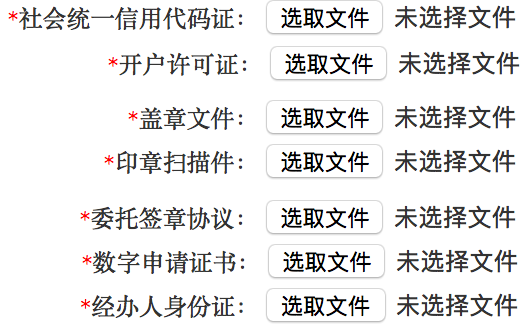 *社会统一信用代码证： 选取文件 未选择文件
*开户许可证： 选取文件 未选择文件
*盖章文件： 选取文件 未选择文件
*印章扫描件： 选取文件 未选择文件
*委托签章协议： 选取文件 未选择文件
*数字申请证书： 选取文件 未选择文件
*经办人身份证： 选取文件 未选择文件